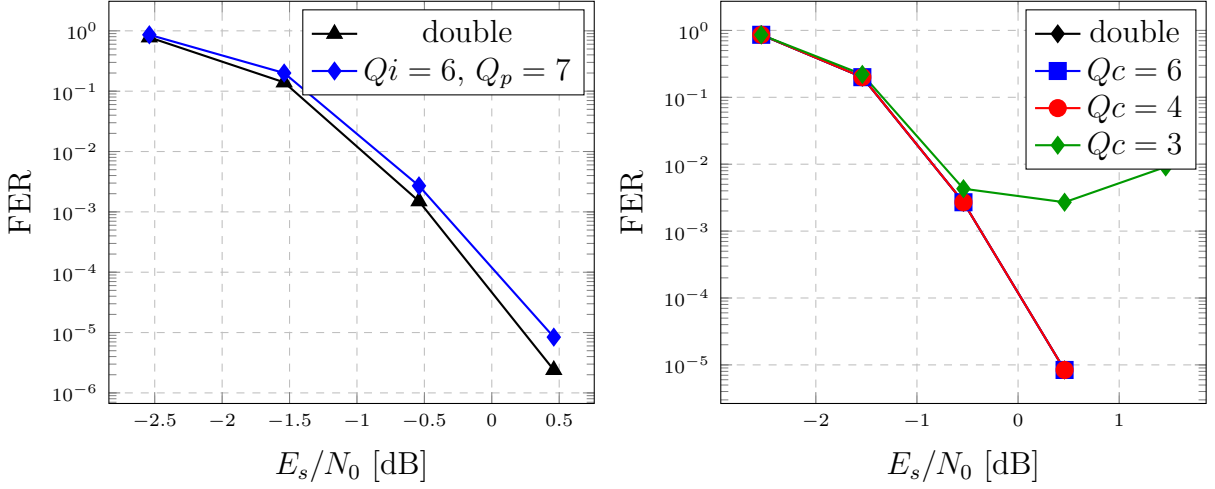 double
Qi = 6, Q_p = 7
10^0
10^−1
10^−2
10^−3
10^−4
10^−5
10^−6
FER
−2.5 −2 −1.5 −1 −0.5 0 0.5
E_s/N_0 [dB]
double
Qc = 6
Qc = 4
Qc = 3
10^0
10^−1
10^−2
10^−3
10^−4
10^−5
FER
−2 −1 0 1
E_s/N_0 [dB]